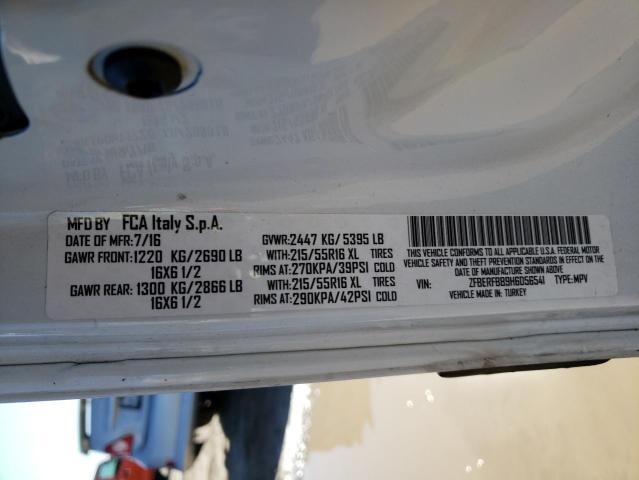 MFD BY FCA Italy S.p.A.
DATE OF MFR: 7/16
GAWR FRONT: 1220 KG/ 2690 LB
16X6 1/2
GAWR REAR: 1300 KG/ 2866 LB
16X6 1/2
GVWR: 2447 KG/ 5395 LB
WITH: 215/55R16 XL TIRES
RIMS AT: 270KPA/39PSI COLD
WITH: 215/55R16 XL TIRES
RIMS AT: 290KPA/42PSI COLD
THIS VEHICLE CONFORMS TO ALL APPLICABLE U.S.A. FEDERAL MOTOR
VEHICLE SAFETY AND THEFT PREVENTION STANDARDS IN EFFECT ON THE
DATE OF MANUFACTURE SHOWN ABOVE
VIN: ZFBERFBB9H6D56541 TYPE: MPV
MADE IN: TURKEY